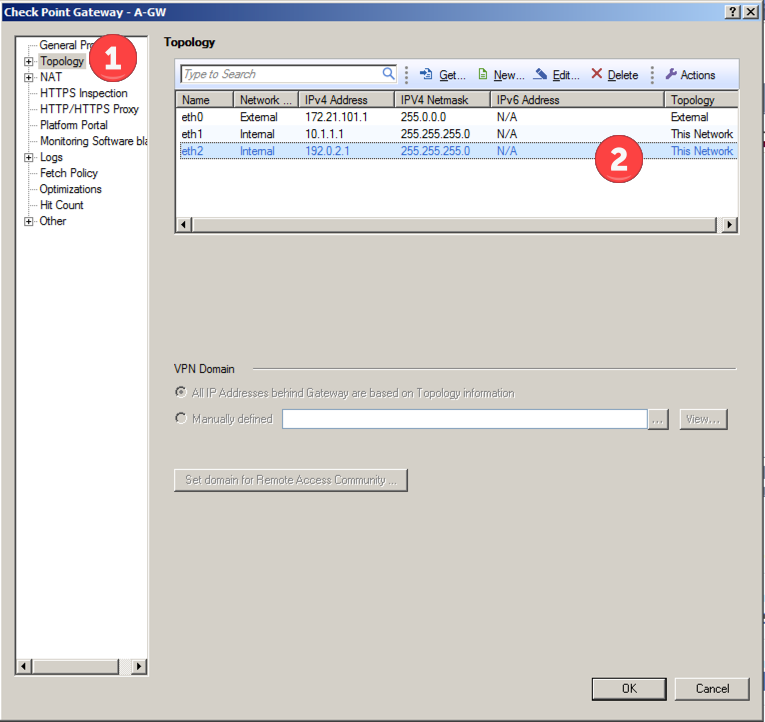 Check Point Gateway - A-GW
General Pr
1
Topology
NAT
HTTPS Inspection
HTTP/HTTPS Proxy
Platform Portal
Monitoring Software bla
Logs
Fetch Policy
Optimizations
Hit Count
Other
Topology
Type to Search
Get...
New...
Edit...
Delete
Actions
Name Network ... IPv4 Address IPV4 Netmask IPv6 Address Topology
eth0 External 172.21.101.1 255.0.0.0 N/A External
eth1 Internal 10.1.1.1 255.255.255.0 N/A This Network
eth2 Internal 192.0.2.1 255.255.255.0 N/A This Network
2
VPN Domain
All IP Addresses behind Gateway are based on Topology information
Manually defined ... View...
Set domain for Remote Access Community ...
OK Cancel